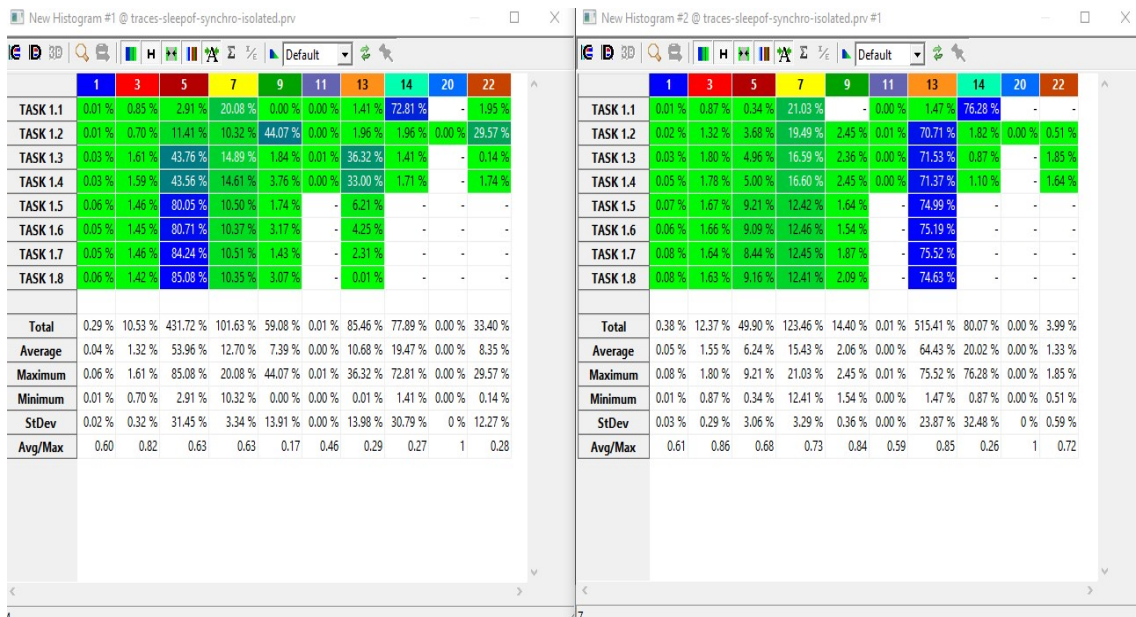 New Histogram #1 @ traces-sleepof-synchro-isolated.prv
3D H A Σ Default
1 3 5 7 9 11 13 14 20 22
TASK 1.1 0.01 % 0.85 % 2.91 % 20.08 % 0.00 % 0.00 % 1.41 % 72.81 % - 1.95 %
TASK 1.2 0.01 % 0.70 % 11.41 % 10.32 % 44.07 % 0.00 % 1.96 % 1.96 % 0.00 % 29.57 %
TASK 1.3 0.03 % 1.61 % 43.76 % 14.89 % 1.84 % 0.01 % 36.32 % 1.41 % - 0.14 %
TASK 1.4 0.03 % 1.59 % 43.56 % 14.61 % 3.76 % 0.00 % 33.00 % 1.71 % - 1.74 %
TASK 1.5 0.06 % 1.46 % 80.05 % 10.50 % 1.74 % - 6.21 % - - -
TASK 1.6 0.05 % 1.45 % 80.71 % 10.37 % 3.17 % - 4.25 % - - -
TASK 1.7 0.05 % 1.46 % 84.24 % 10.51 % 1.43 % - 2.31 % - - -
TASK 1.8 0.06 % 1.42 % 85.08 % 10.35 % 3.07 % - 0.01 % - - -
Total 0.29 % 10.53 % 431.72 % 101.63 % 59.08 % 0.01 % 85.46 % 77.89 % 0.00 % 33.40 %
Average 0.04 % 1.32 % 53.96 % 12.70 % 7.39 % 0.00 % 10.68 % 19.47 % 0.00 % 8.35 %
Maximum 0.06 % 1.61 % 85.08 % 20.08 % 44.07 % 0.01 % 36.32 % 72.81 % 0.00 % 29.57 %
Minimum 0.01 % 0.70 % 2.91 % 10.32 % 0.00 % 0.00 % 0.01 % 1.41 % 0.00 % 0.14 %
StDev 0.02 % 0.32 % 31.45 % 3.34 % 13.91 % 0.00 % 13.98 % 30.79 % 0 % 12.27 %
Avg/Max 0.60 0.82 0.63 0.63 0.17 0.46 0.29 0.27 1 0.28
New Histogram #2 @ traces-sleepof-synchro-isolated.prv #1
3D H A Σ Default
1 3 5 7 9 11 13 14 20 22
TASK 1.1 0.01 % 0.87 % 0.34 % 21.03 % - 0.00 % 1.47 % 76.28 % - -
TASK 1.2 0.02 % 1.32 % 3.68 % 19.49 % 2.45 % 0.01 % 70.71 % 1.82 % 0.00 % 0.51 %
TASK 1.3 0.03 % 1.80 % 4.96 % 16.59 % 2.36 % 0.00 % 71.53 % 0.87 % - 1.85 %
TASK 1.4 0.05 % 1.78 % 5.00 % 16.60 % 2.45 % 0.00 % 71.37 % 1.10 % - 1.64 %
TASK 1.5 0.07 % 1.67 % 9.21 % 12.42 % 1.64 % - 74.99 % - - -
TASK 1.6 0.06 % 1.66 % 9.09 % 12.46 % 1.54 % - 75.19 % - - -
TASK 1.7 0.08 % 1.64 % 8.44 % 12.45 % 1.87 % - 75.52 % - - -
TASK 1.8 0.08 % 1.63 % 9.16 % 12.41 % 2.09 % - 74.63 % - - -
Total 0.38 % 12.37 % 49.90 % 123.46 % 14.40 % 0.01 % 515.41 % 80.07 % 0.00 % 3.99 %
Average 0.05 % 1.55 % 6.24 % 15.43 % 2.06 % 0.00 % 64.43 % 20.02 % 0.00 % 1.33 %
Maximum 0.08 % 1.80 % 9.21 % 21.03 % 2.45 % 0.01 % 75.52 % 76.28 % 0.00 % 1.85 %
Minimum 0.01 % 0.87 % 0.34 % 12.41 % 1.54 % 0.00 % 1.47 % 0.87 % 0.00 % 0.51 %
StDev 0.03 % 0.29 % 3.06 % 3.29 % 0.36 % 0.00 % 23.87 % 32.48 % 0 % 0.59 %
Avg/Max 0.61 0.86 0.68 0.73 0.84 0.59 0.85 0.26 1 0.72